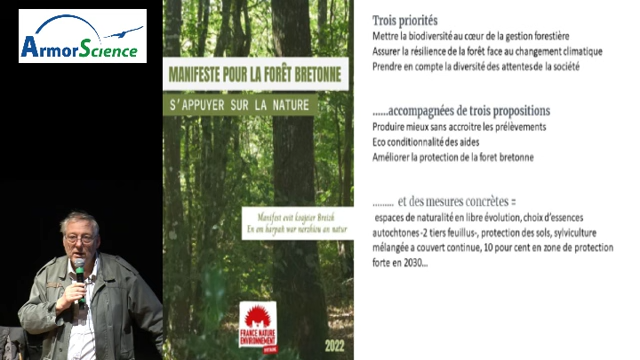 ArmorScience
MANIFESTE POUR LA FORÊT BRETONNE
S'APPUYER SUR LA NATURE
Manifest evit koajoù Breizh
En em harpañ war nerzhioù an natur
FRANCE NATURE
ENVIRONNEMENT
2022
Trois priorités
Mettre la biodiversité au cœur de la gestion forestière
Assurer la résilience de la forêt face au changement climatique
Prendre en compte la diversité des attentes de la société
......accompagnées de trois propositions
Produire mieux sans accroitre les prélèvements
Eco conditionnalité des aides
Améliorer la protection de la foret bretonne
......... et des mesures concrètes =
espaces de naturalité en libre évolution, choix d'essences
autochtones -2 tiers feuillus-, protection des sols, sylviculture
mélangée a couvert continue, 10 pour cent en zone de protection
forte en 2030...